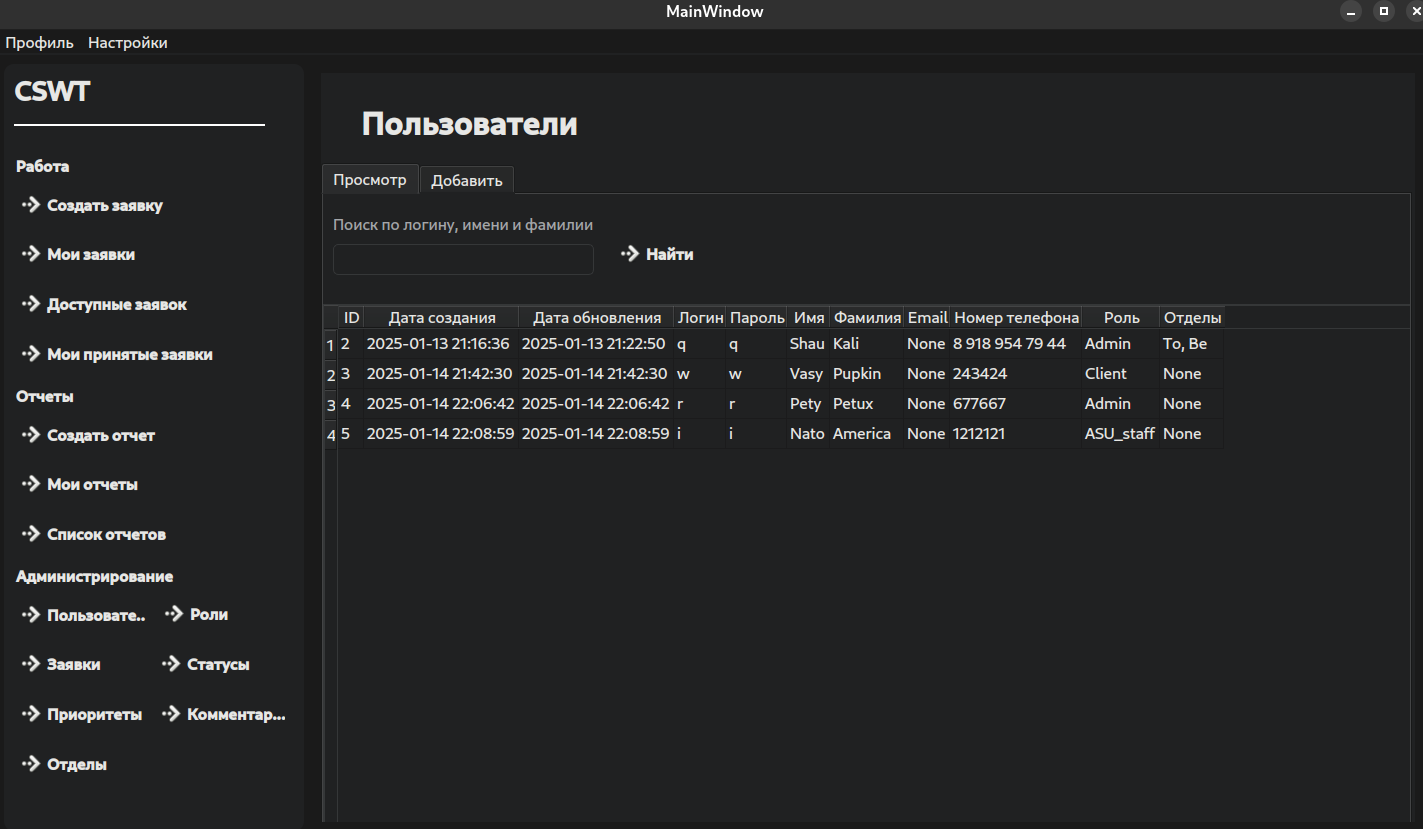 MainWindow
Профиль Настройки
CSWT
Работа
Создать заявку
Мои заявки
Доступные заявок
Мои принятые заявки
Отчеты
Создать отчет
Мои отчеты
Список отчетов
Администрирование
Пользовате.. Роли
Заявки Статусы
Приоритеты Комментар...
Отделы
Пользователи
Просмотр Добавить
Поиск по логину, имени и фамилии
Найти
ID Дата создания Дата обновления Логин Пароль Имя Фамилия Email Номер телефона Роль Отделы
1 2 2025-01-13 21:16:36 2025-01-13 21:22:50 q q Shau Kali None 8 918 954 79 44 Admin To, Be
2 3 2025-01-14 21:42:30 2025-01-14 21:42:30 w w Vasy Pupkin None 243424 Client None
3 4 2025-01-14 22:06:42 2025-01-14 22:06:42 r r Pety Petux None 677667 Admin None
4 5 2025-01-14 22:08:59 2025-01-14 22:08:59 i i Nato America None 1212121 ASU_staff None